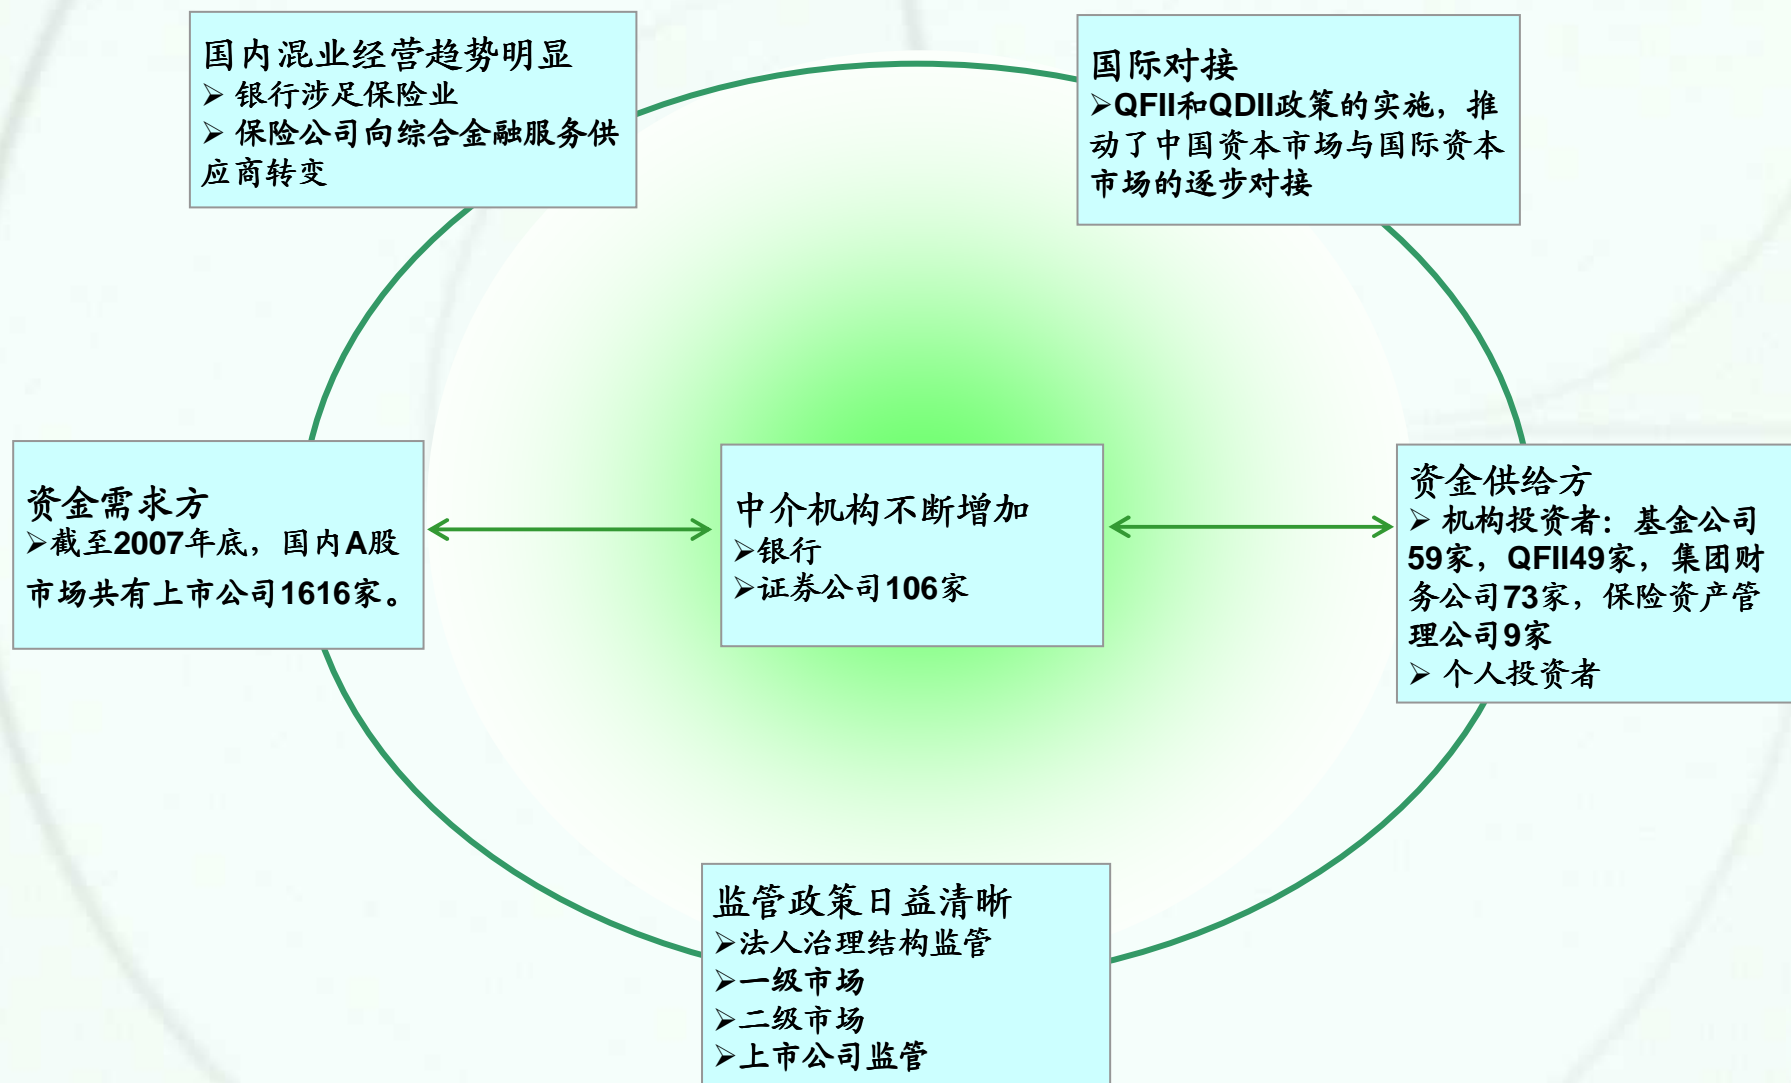 国内混业经营趋势明显
➢ 银行涉足保险业
➢ 保险公司向综合金融服务供
应商转变
国际对接
➢QFII和QDII政策的实施，推
动了中国资本市场与国际资本
市场的逐步对接
资金需求方
➢截至2007年底，国内A股
市场共有上市公司1616家。
中介机构不断增加
➢银行
➢证券公司106家
资金供给方
➢ 机构投资者：基金公司
59家，QFII49家，集团财
务公司73家，保险资产管
理公司9家
➢ 个人投资者
监管政策日益清晰
➢法人治理结构监管
➢一级市场
➢二级市场
➢上市公司监管